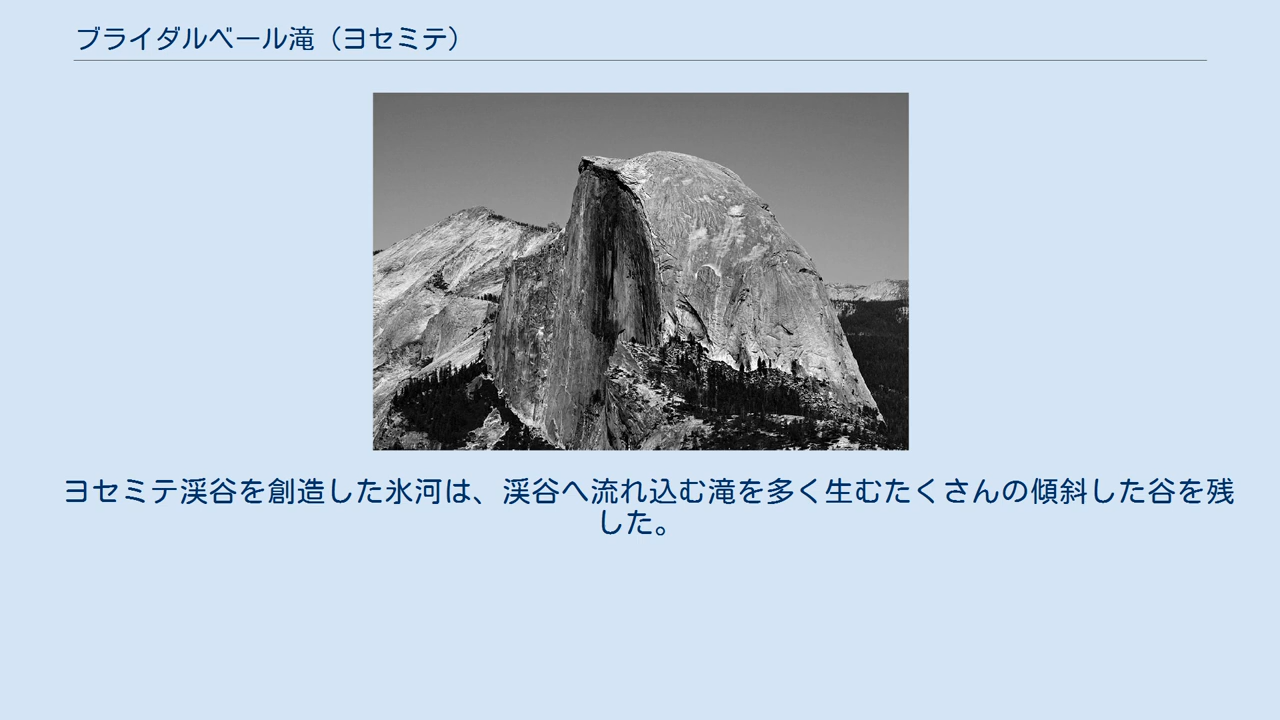 ブライダルベール滝（ヨセミテ）
ヨセミテ渓谷を創造した氷河は、渓谷へ流れ込む滝を多く生むたくさんの傾斜した谷を残
した。